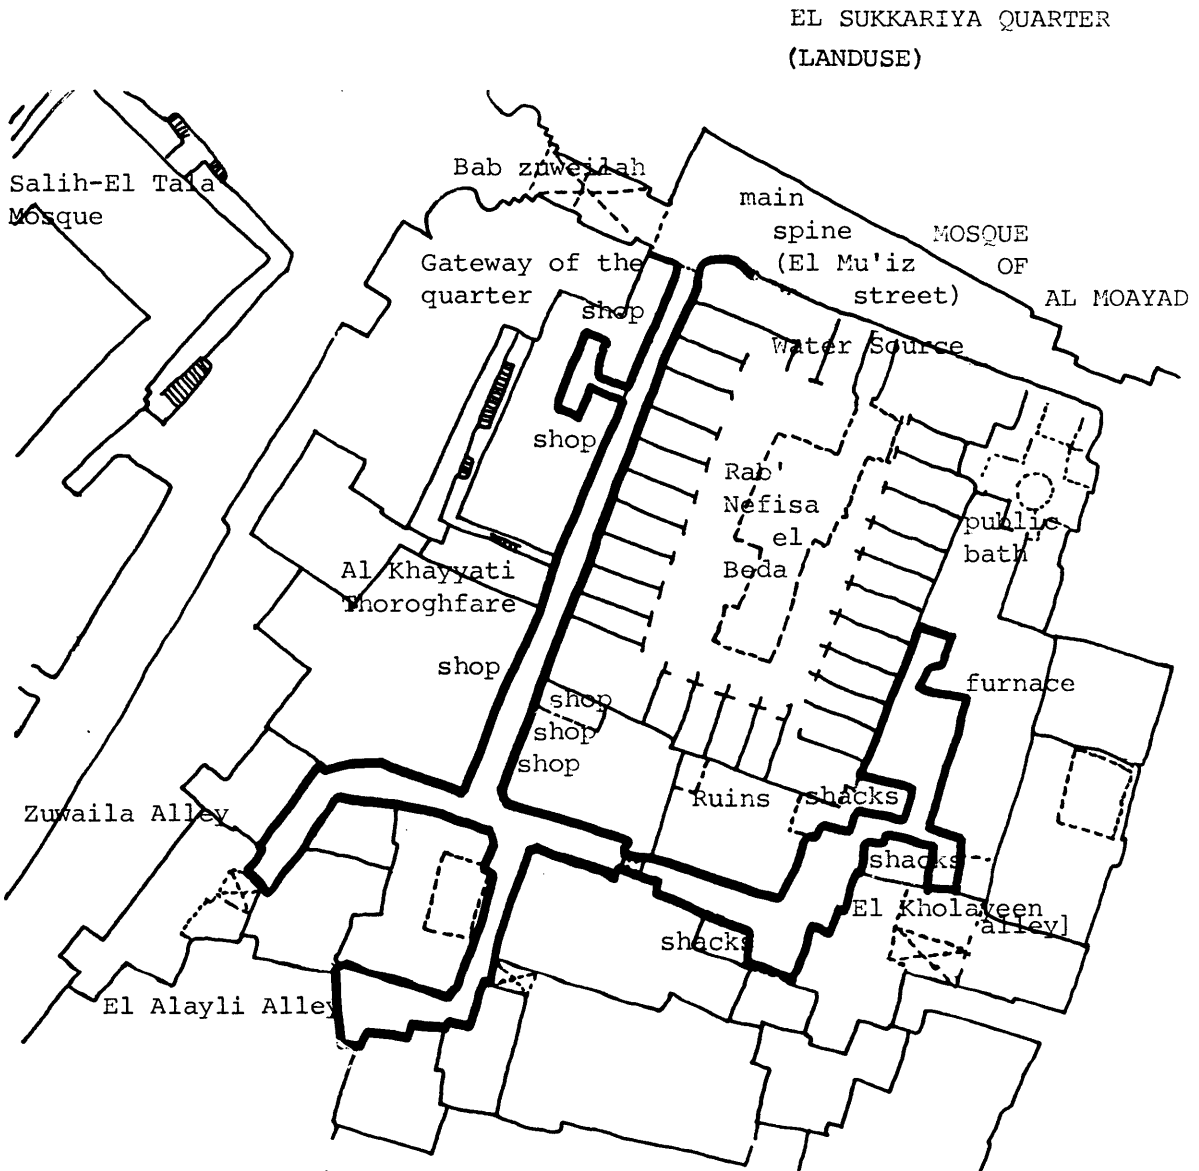 EL SUKKARIYA QUARTER
(LANDUSE)
Salih-El Tala
Mosque
Bab zuweilah
main
spine
(El Mu'iz
street)
MOSQUE
OF
AL MOAYAD
Gateway of the
quarter
shop
Water Source
shop
Rab'
Nefisa
el
Beda
public
bath
Al Khayyati
Thoroghfare
shop
furnace
shop
shop
shop
Ruins
shacks
Zuwaila Alley
shacks
El Kholayeen
alley]
shacks
El Alayli Alley